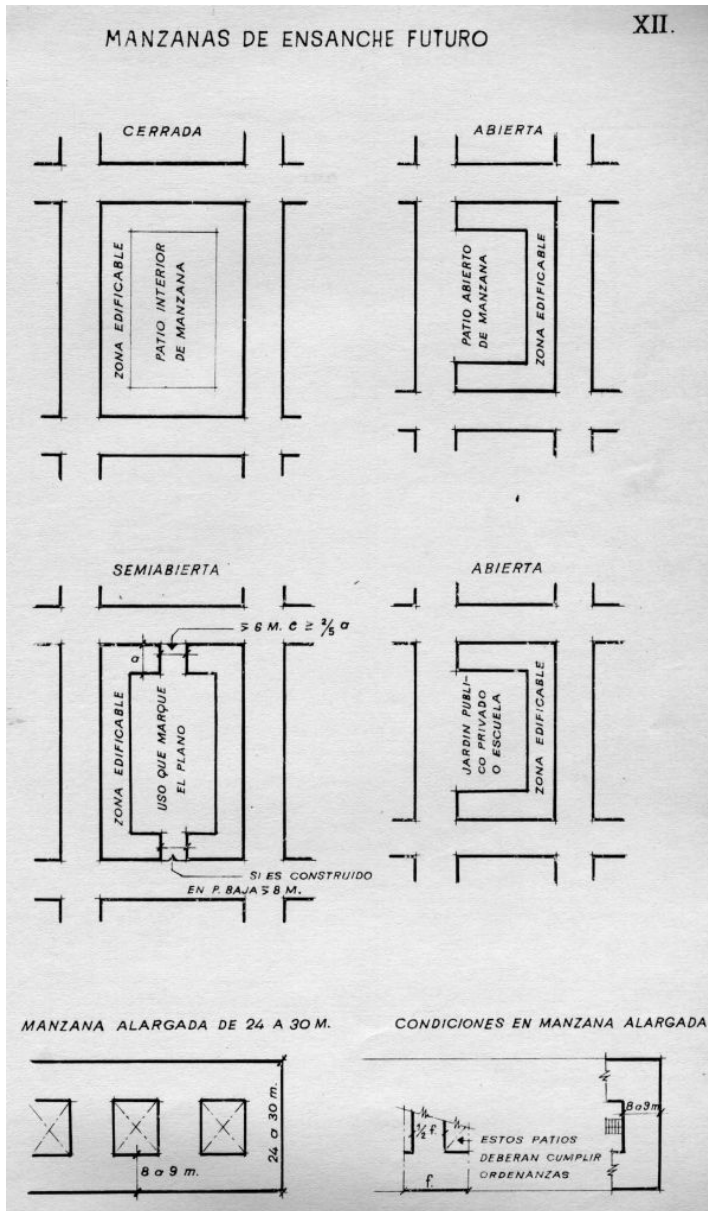 XII.
MANZANAS DE ENSANCHE FUTURO
CERRADA
ZONA EDIFICABLE
PATIO INTERIOR
DE MANZANA
ABIERTA
PATIO ABIERTO
DE MANZANA
ZONA EDIFICABLE
SEMIABIERTA
≥ 6 M. C ≥ 2/5 a
a
ZONA EDIFICABLE
USO QUE MARQUE
EL PLANO
SI ES CONSTRUIDO
EN P. BAJA ≥ 8 M.
ABIERTA
JARDIN PUBLI-
CO PRIVADO
O ESCUELA
ZONA EDIFICABLE
MANZANA ALARGADA DE 24 A 30 M.
8 a 9 m.
24 a 30 m.
CONDICIONES EN MANZANA ALARGADA
1/2 f.
f.
ESTOS PATIOS
DEBERAN CUMPLIR
ORDENANZAS
8 a 9 m